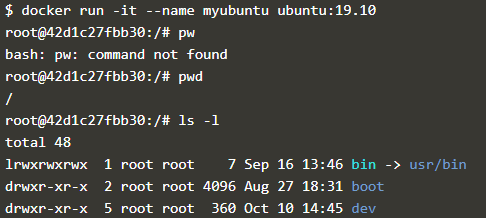 $ docker run -it --name myubuntu ubuntu:19.10
root@42d1c27fbb30:/# pw
bash: pw: command not found
root@42d1c27fbb30:/# pwd
/
root@42d1c27fbb30:/# ls -l
total 48
lrwxrwxrwx  1 root root    7 Sep 16 13:46 bin -> usr/bin
drwxr-xr-x  2 root root 4096 Aug 27 18:31 boot
drwxr-xr-x  5 root root  360 Oct 10 14:45 dev